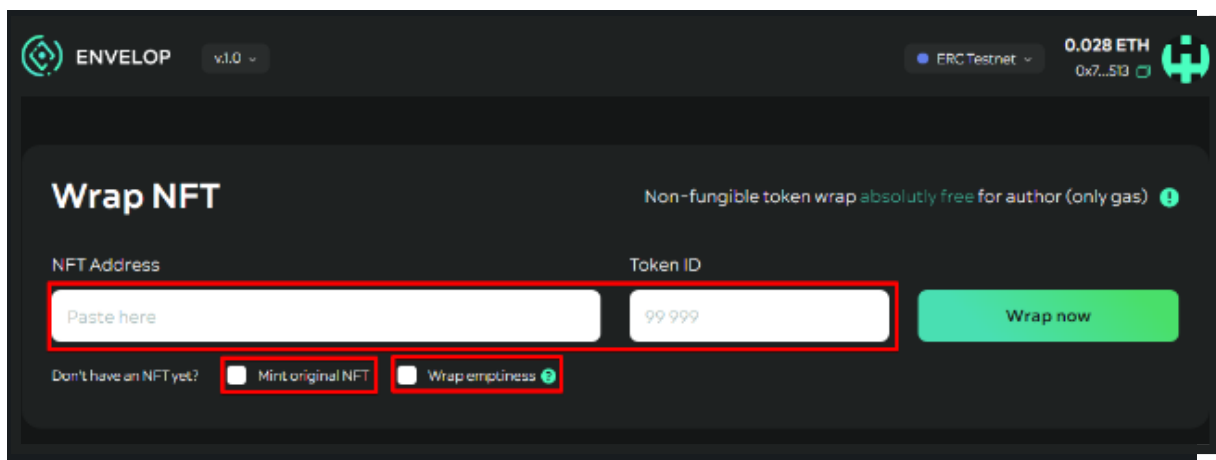 ENVELOP
v.1.0
ERC Testnet
0.028 ETH
0x7...513
Wrap NFT
Non-fungible token wrap absolutly free for author (only gas)
NFT Address
Token ID
Paste here
99 999
Wrap now
Don't have an NFT yet?
Mint original NFT
Wrap emptiness